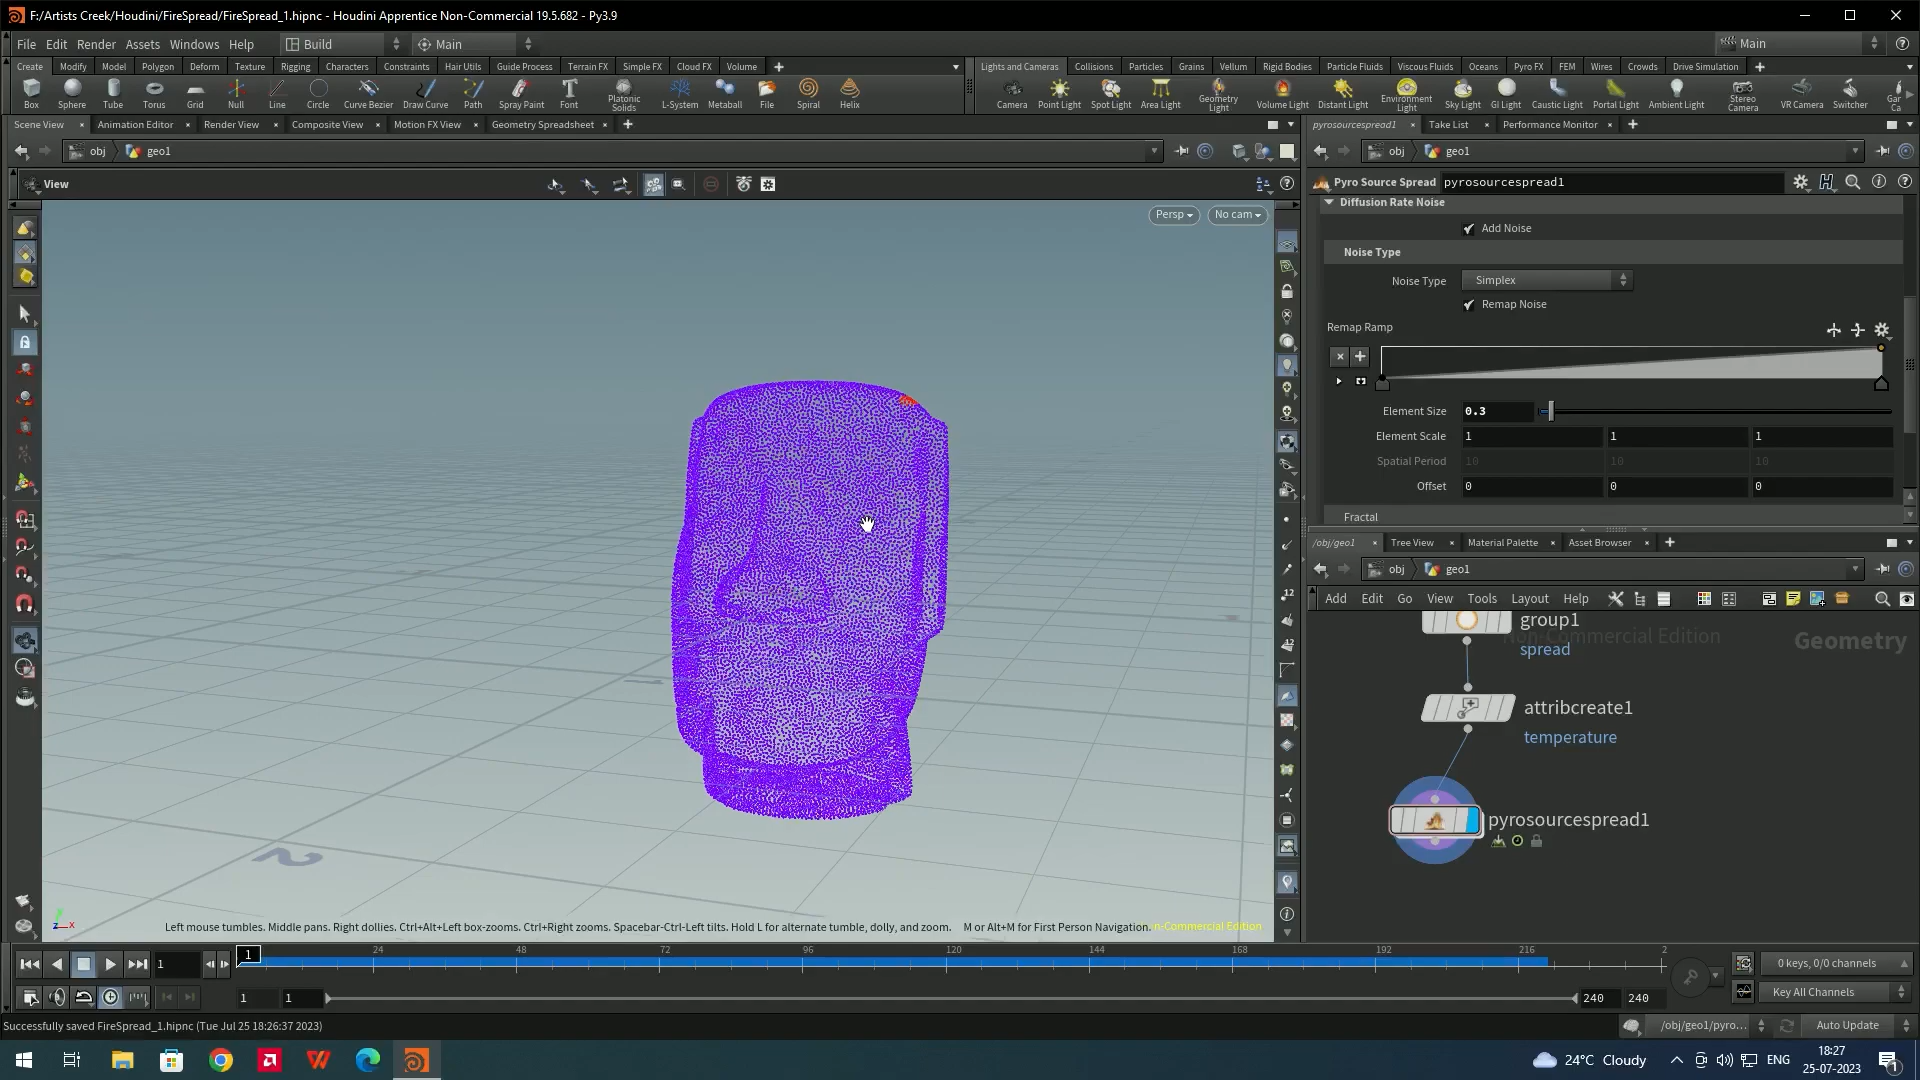 F:/Artists Creek/Houdini/FireSpread/FireSpread_1.hipnc - Houdini Apprentice Non-Commercial 19.5.682 - Py3.9
File Edit Render Assets Windows Help Build Main Main
Create Modify Model Polygon Deform Texture Rigging Characters Constraints Hair Utils Guide Process Terrain FX Simple FX Cloud FX Volume
Lights and Cameras Collisions Particles Grains Vellum Rigid Bodies Particle Fluids Viscous Fluids Oceans Pyro FX FEM Wires Crowds Drive Simulation
Box Sphere Tube Torus Grid Null Line Circle Curve Bezier Draw Curve Path Spray Paint Font Platonic Solids L-System Metaball File Spiral Helix
Camera Point Light Spot Light Area Light Geometry Light Volume Light Distant Light Environment Light Sky Light GI Light Caustic Light Portal Light Ambient Light Stereo Camera VR Camera Switcher Gar Ca
Scene View Animation Editor Render View Composite View Motion FX View Geometry Spreadsheet
pyrosourcespread1 Take List Performance Monitor
obj geo1
obj geo1
View
Pyro Source Spread pyrosourcespread1
Persp No cam
Diffusion Rate Noise
Add Noise
Noise Type
Noise Type Simplex
Remap Noise
Remap Ramp
Element Size 0.3
Element Scale 1 1 1
Spatial Period 10 10 10
Offset 0 0 0
Fractal
/obj/geo1 Tree View Material Palette Asset Browser
obj geo1
Add Edit Go View Tools Layout Help
Non-Commercial Edition
Geometry
group1
spread
attribcreate1
temperature
pyrosourcespread1
2
Left mouse tumbles. Middle pans. Right dollies. Ctrl+Alt+Left box-zooms. Ctrl+Right zooms. Spacebar-Ctrl-Left tilts. Hold L for alternate tumble, dolly, and zoom. M or Alt+M for First Person Navigation.
n-Commercial Edition
1 1 24 48 72 96 120 144 168 192 216 2
0 keys, 0/0 channels
1 1 240 240
Key All Channels
Successfully saved FireSpread_1.hipnc (Tue Jul 25 18:26:37 2023)
/obj/geo1/pyro... Auto Update
24°C Cloudy ENG 18:27
25-07-2023
1